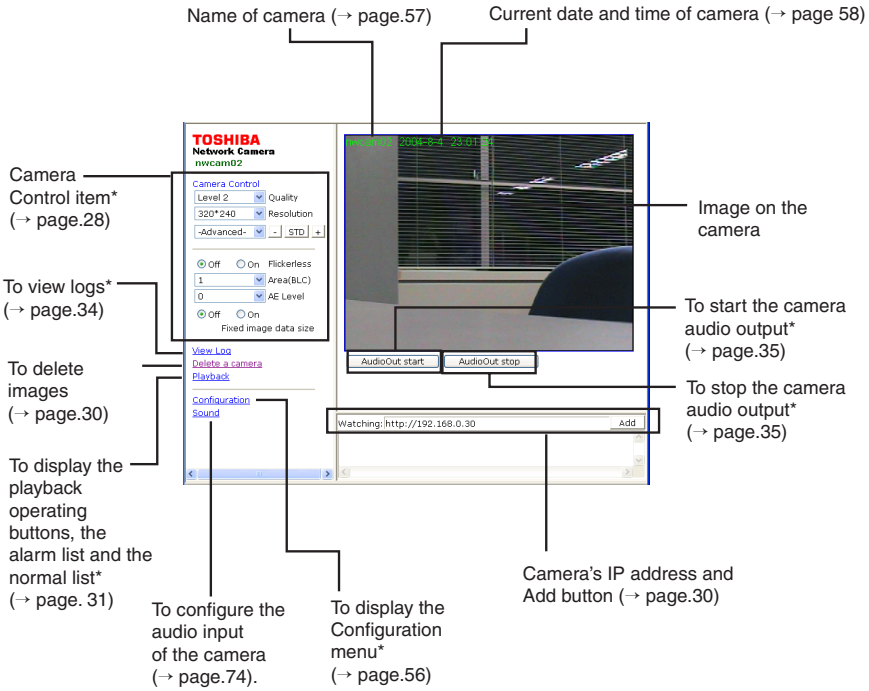 Name of camera (→ page.57)
Current date and time of camera (→ page 58)
TOSHIBA
Network Camera
nwcam02
nwcam02 2004-8-4 23:01:
Camera
Control item*
(→ page.28)
Camera Control
Level 2 Quality
320*240 Resolution
-Advanced- - STD +
Off On Flickerless
1 Area(BLC)
0 AE Level
Off On
Fixed image data size
Image on the
camera
To view logs*
(→ page.34)
To start the camera
audio output*
(→ page.35)
View Log
Delete a camera
Playback
AudioOut start
AudioOut stop
To delete
images
(→ page.30)
To stop the camera
audio output*
(→ page.35)
Configuration
Sound
Watching: http://192.168.0.30 Add
To display the
playback
operating
buttons, the
alarm list and the
normal list*
(→ page. 31)
To configure the
audio input
of the camera
(→ page.74).
To display the
Configuration
menu*
(→ page.56)
Camera's IP address and
Add button (→ page.30)